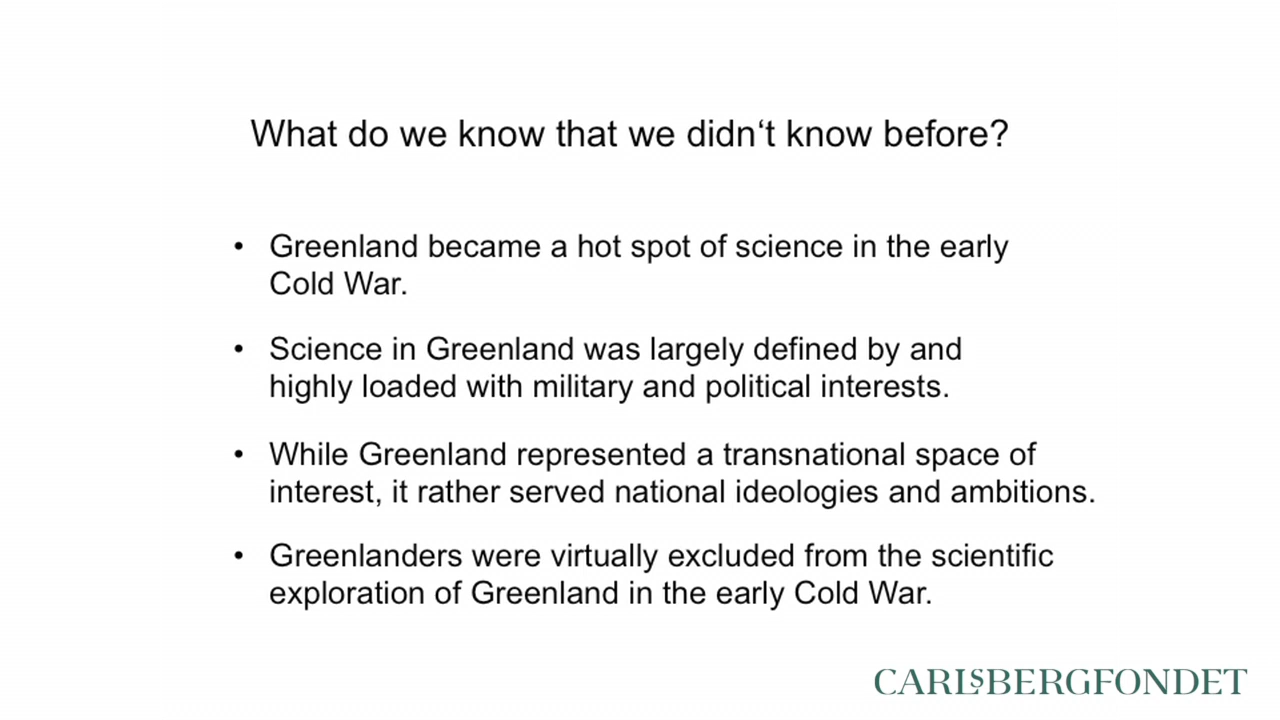 What do we know that we didn‘t know before?
• Greenland became a hot spot of science in the early
Cold War.
• Science in Greenland was largely defined by and
highly loaded with military and political interests.
• While Greenland represented a transnational space of
interest, it rather served national ideologies and ambitions.
• Greenlanders were virtually excluded from the scientific
exploration of Greenland in the early Cold War.
CARLSBERGFONDET